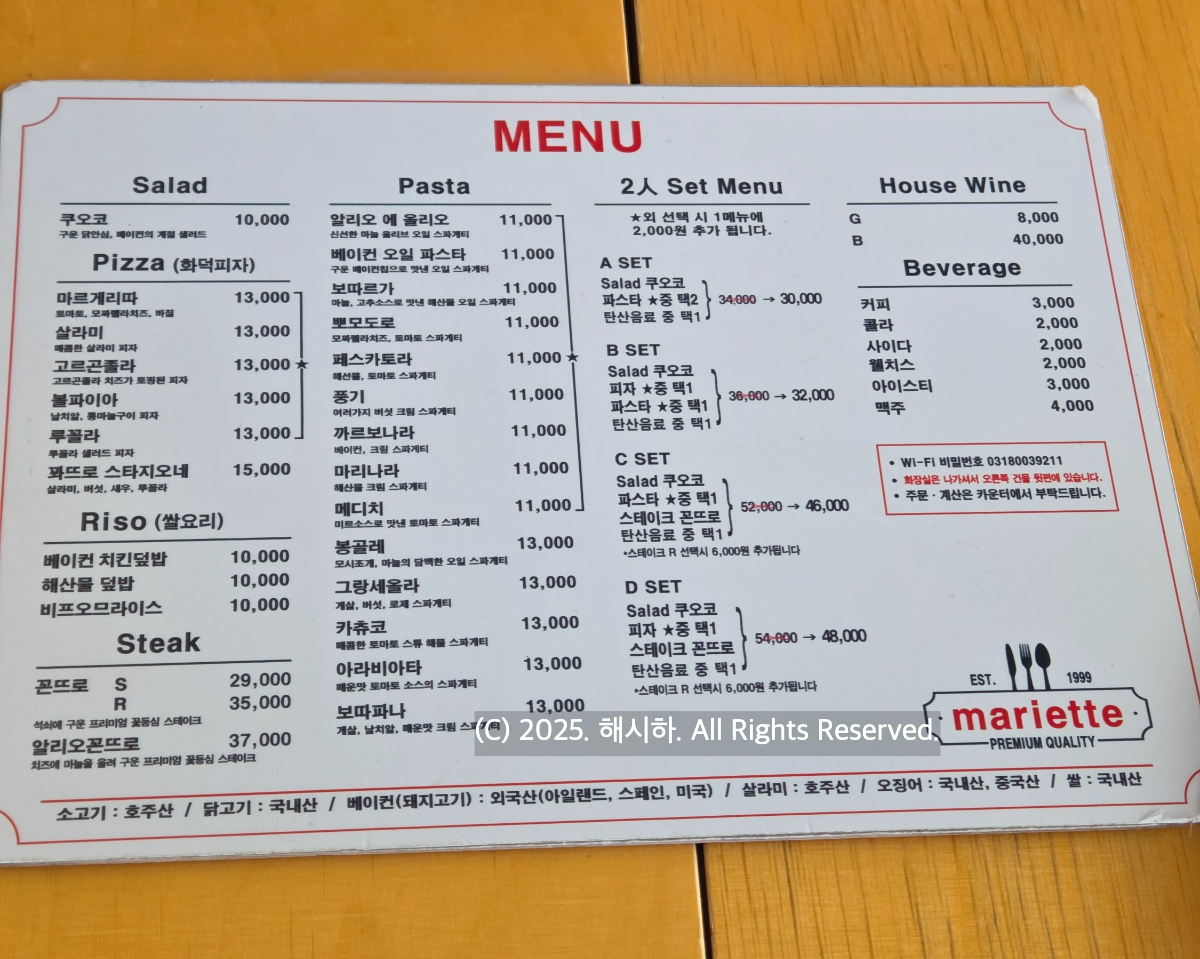 MENU
Salad
쿠오코 10,000
구운 닭안심, 베이컨의 계절 샐러드
Pizza (화덕피자)
마르게리따 13,000
토마토, 모짜렐라치즈, 바질
살라미 13,000
매콤한 살라미 피자
고르곤졸라 13,000 ★
고르곤졸라 치즈가 토핑된 피자
볼파이아 13,000
날치알, 통마늘구이 피자
루꼴라 13,000
루꼴라 샐러드 피자
꽈뜨로 스타지오네 15,000
살라미, 버섯, 새우, 루꼴라
Riso (쌀요리)
베이컨 치킨덮밥 10,000
해산물 덮밥 10,000
비프오므라이스 10,000
Steak
꼰뜨로 S 29,000
R 35,000
석쇠에 구운 프리미엄 꽃등심 스테이크
알리오꼰뜨로 37,000
치즈에 마늘을 올려 구운 프리미엄 꽃등심 스테이크
Pasta
알리오 에 올리오 11,000
신선한 마늘 올리브 오일 스파게티
베이컨 오일 파스타 11,000
구운 베이컨칩으로 맛낸 오일 스파게티
보따르가 11,000
마늘, 고추소스로 맛낸 해산물 오일 스파게티
뽀모도로 11,000
모짜렐라치즈, 토마토 스파게티
페스카토라 11,000 ★
해선물, 토마토 스파게티
풍기 11,000
여러가지 버섯 크림 스파게티
까르보나라 11,000
베이컨, 크림 스파게티
마리나라 11,000
해산물 크림 스파게티
메디치 11,000
미트소스로 맛낸 토마토 스파게티
봉골레 13,000
모시조개, 마늘의 담백한 오일 스파게티
그랑세올라 13,000
게살, 버섯, 로제 스파게티
카츄코 13,000
매콤한 토마토 스튜 해물 스파게티
아라비아타 13,000
매운맛 토마토 소스의 스파게티
보따파나 13,000
게살, 날치알, 매운맛 크림 스파게티
2人 Set Menu
★외 선택 시 1메뉴에
2,000원 추가 됩니다.
A SET
Salad 쿠오코
파스타 ★중 택2 34,000 → 30,000
탄산음료 중 택1
B SET
Salad 쿠오코
피자 ★중 택1
파스타 ★중 택1 36,000 → 32,000
탄산음료 중 택1
C SET
Salad 쿠오코
파스타 ★중 택1
스테이크 꼰뜨로 52,000 → 46,000
탄산음료 중 택1
*스테이크 R 선택시 6,000원 추가됩니다
D SET
Salad 쿠오코
피자 ★중 택1
스테이크 꼰뜨로 54,000 → 48,000
탄산음료 중 택1
*스테이크 R 선택시 6,000원 추가됩니다
House Wine
G 8,000
B 40,000
Beverage
커피 3,000
콜라 2,000
사이다 2,000
웰치스 2,000
아이스티 3,000
맥주 4,000
• Wi-Fi 비밀번호 03180039211
• 화장실은 나가셔서 오른쪽 건물 뒷편에 있습니다.
• 주문 · 계산은 카운터에서 부탁드립니다.
EST. 1999
mariette
PREMIUM QUALITY
(C) 2025. 해시하. All Rights Reserved.
소고기 : 호주산 / 닭고기 : 국내산 / 베이컨(돼지고기) : 외국산(아일랜드, 스페인, 미국) / 살라미 : 호주산 / 오징어 : 국내산, 중국산 / 쌀 : 국내산